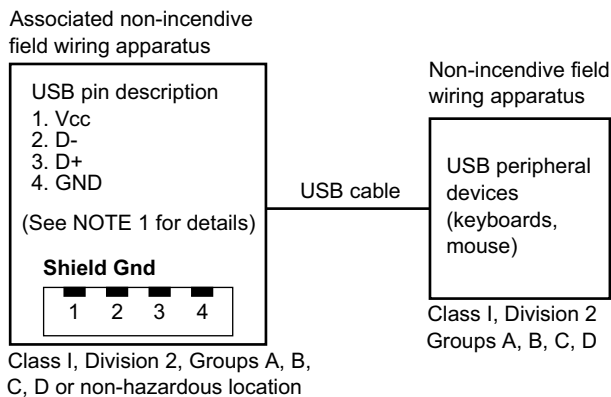 Associated non-incendive
field wiring apparatus
USB pin description
1. Vcc
2. D-
3. D+
4. GND
(See NOTE 1 for details)
Shield Gnd
1 2 3 4
Class I, Division 2, Groups A, B,
C, D or non-hazardous location
USB cable
Non-incendive field
wiring apparatus
USB peripheral
devices
(keyboards,
mouse)
Class I, Division 2
Groups A, B, C, D